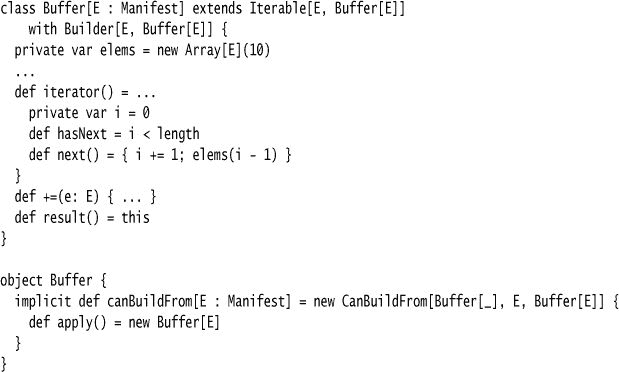 class Buffer[E : Manifest] extends Iterable[E, Buffer[E]]
    with Builder[E, Buffer[E]] {
  private var elems = new Array[E](10)
  ...
  def iterator() = ...
    private var i = 0
    def hasNext = i < length
    def next() = { i += 1; elems(i - 1) }
  }
  def +=(e: E) { ... }
  def result() = this
}

object Buffer {
  implicit def canBuildFrom[E : Manifest] = new CanBuildFrom[Buffer[_], E, Buffer[E]] {
    def apply() = new Buffer[E]
  }
}